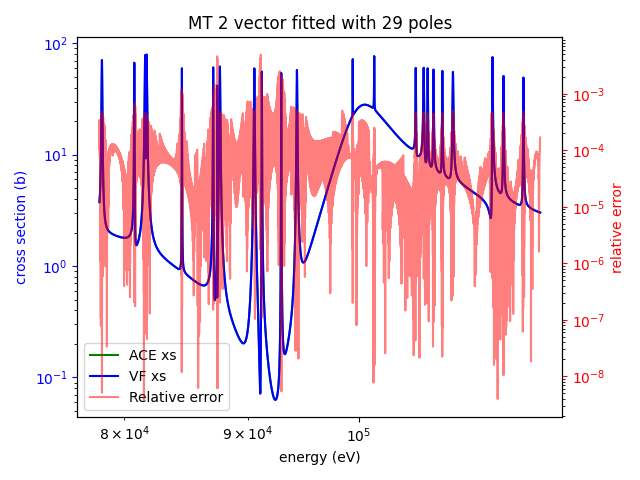 MT 2 vector fitted with 29 poles
10²
10¹
10⁰
10⁻¹
cross section (b)
10⁻³
10⁻⁴
10⁻⁵
10⁻⁶
10⁻⁷
10⁻⁸
relative error
ACE xs
VF xs
Relative error
8 × 10⁴
9 × 10⁴
10⁵
energy (eV)